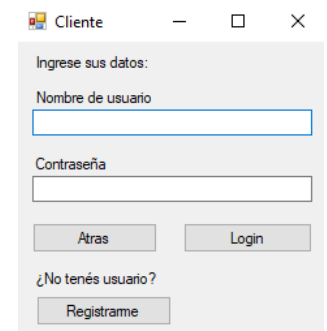 Cliente
Ingrese sus datos:
Nombre de usuario
Contraseña
Atras Login
¿No tenés usuario?
Registrarme